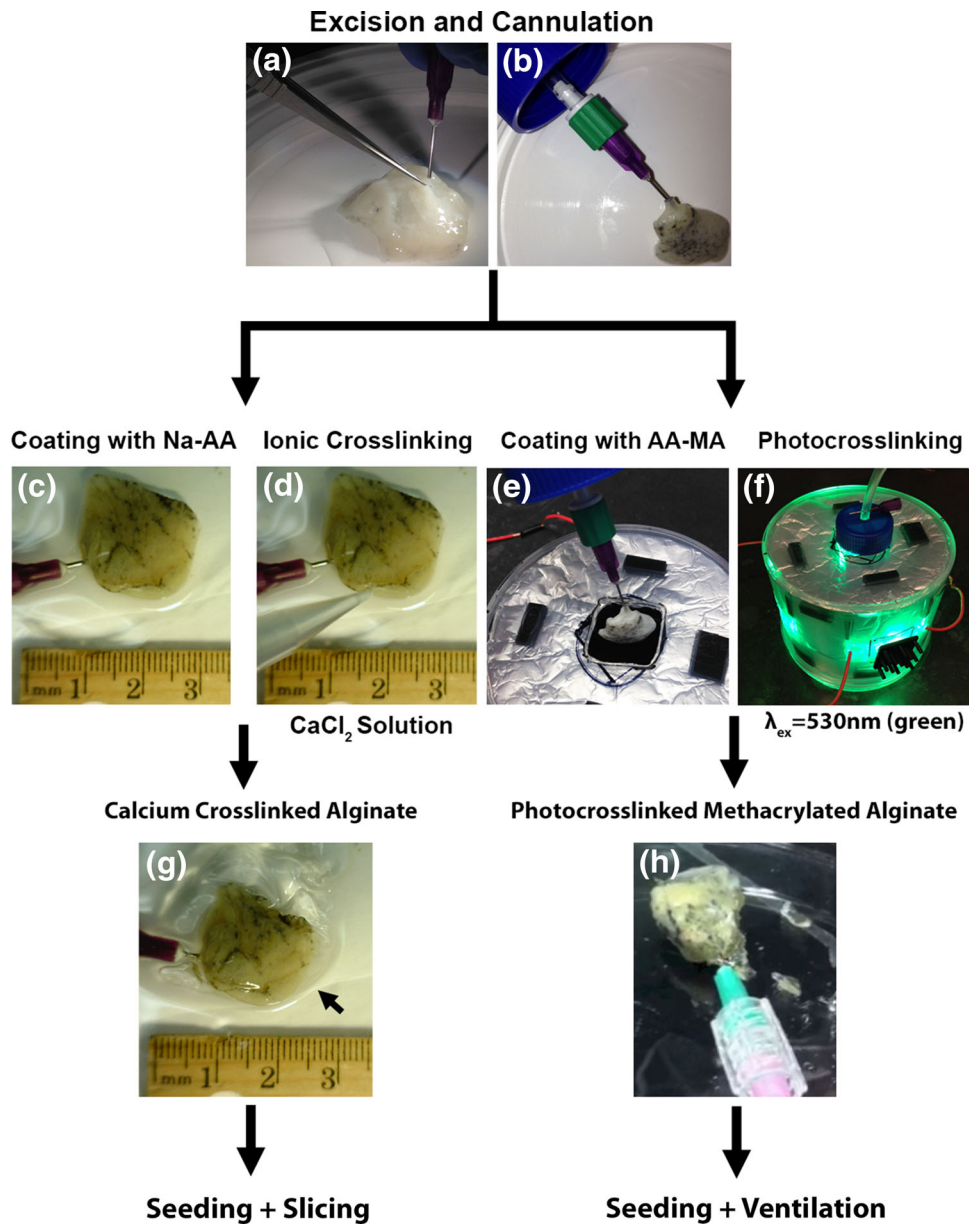 Excision and Cannulation
(a)
(b)
Coating with Na-AA
Ionic Crosslinking
Coating with AA-MA
Photocrosslinking
(c)
(d)
(e)
(f)
mm 1 2 3
mm 1 2 3
CaCl₂ Solution
λex=530nm (green)
Calcium Crosslinked Alginate
Photocrosslinked Methacrylated Alginate
(g)
(h)
mm 1 2 3
Seeding + Slicing
Seeding + Ventilation